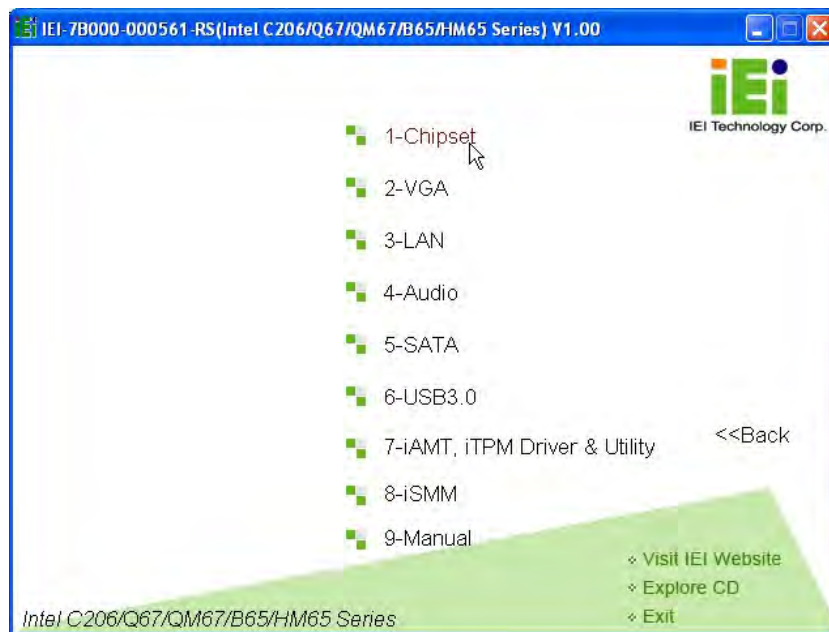 IEI-7B000-000561-RS(Intel C206/Q67/QM67/B65/HM65 Series) V1.00
iEi
IEI Technology Corp.
1-Chipset
2-VGA
3-LAN
4-Audio
5-SATA
6-USB3.0
7-iAMT, iTPM Driver & Utility
<<Back
8-iSMM
9-Manual
Visit IEI Website
Explore CD
Exit
Intel C206/Q67/QM67/B65/HM65 Series